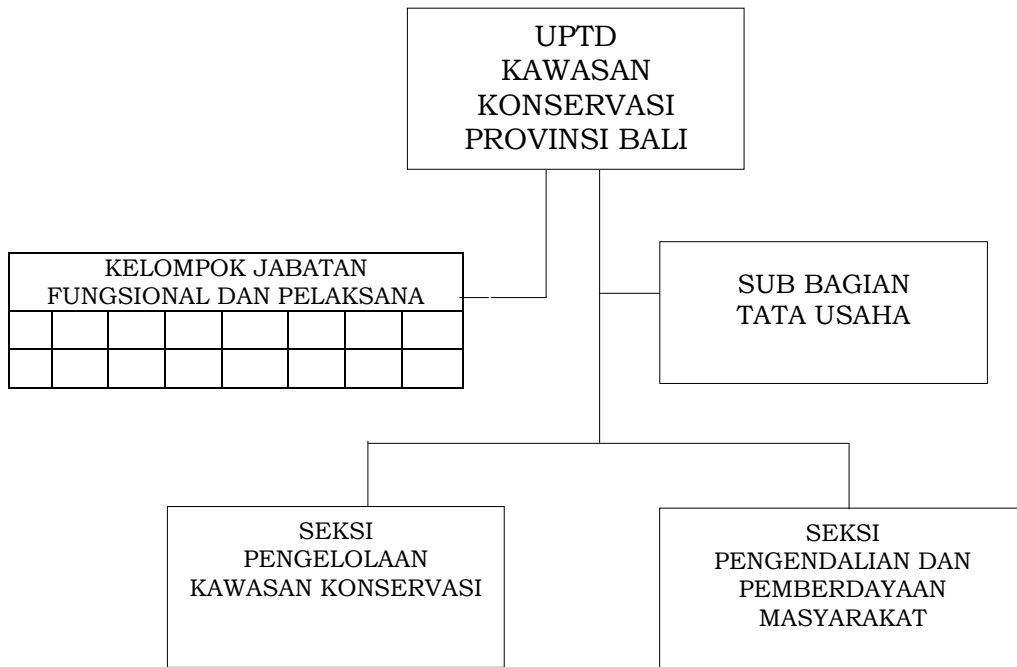 UPTD
KAWASAN
KONSERVASI
PROVINSI BALI
KELOMPOK JABATAN
FUNGSIONAL DAN PELAKSANA
SUB BAGIAN
TATA USAHA
SEKSI
PENGELOLAAN
KAWASAN KONSERVASI
SEKSI
PENGENDALIAN DAN
PEMBERDAYAAN
MASYARAKAT